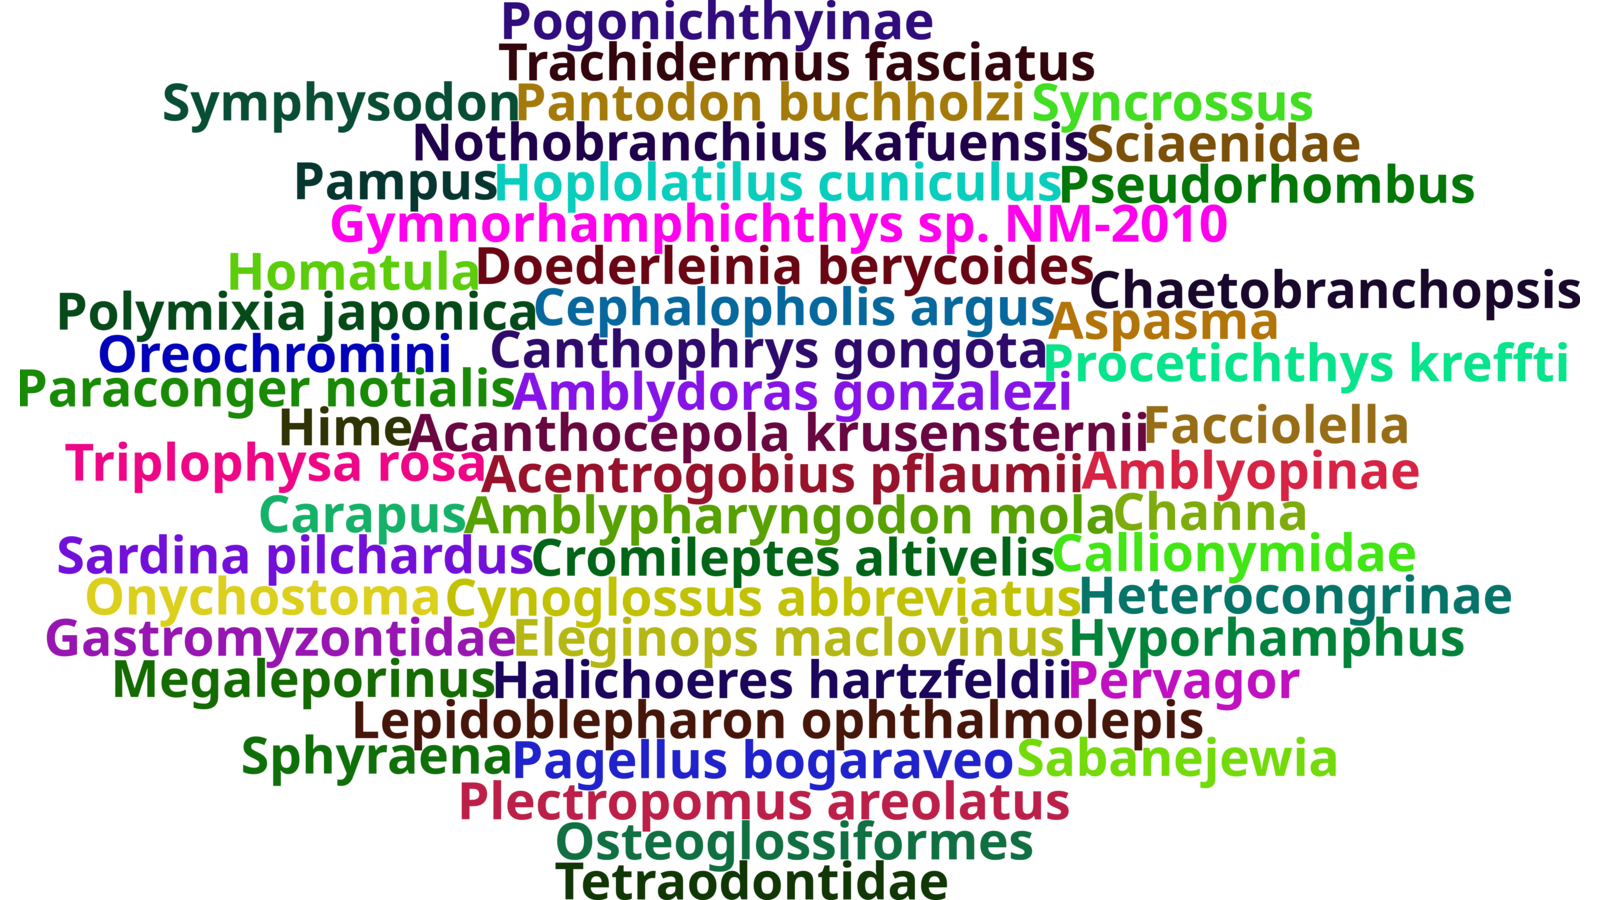 Pogonichthyinae
Trachidermus fasciatus
Symphysodon Pantodon buchholzi Syncrossus
Nothobranchius kafuensis Sciaenidae
Pampus Hoplolatilus cuniculus Pseudorhombus
Gymnorhamphichthys sp. NM-2010
Homatula Doederleinia berycoides Chaetobranchopsis
Polymixia japonica Cephalopholis argus Aspasma
Oreochromini Canthophrys gongota Procetichthys kreffti
Paraconger notialis Amblydoras gonzalezi
Hime Acanthocepola krusensternii Facciolella
Triplophysa rosa Acentrogobius pflaumii Amblyopinae
Carapus Amblypharyngodon mola Channa
Sardina pilchardus Cromileptes altivelis Callionymidae
Onychostoma Cynoglossus abbreviatus Heterocongrinae
Gastromyzontidae Eleginops maclovinus Hyporhamphus
Megaleporinus Halichoeres hartzfeldii Pervagor
Lepidoblepharon ophthalmolepis
Sphyraena Pagellus bogaraveo Sabanejewia
Plectropomus areolatus
Osteoglossiformes
Tetraodontidae